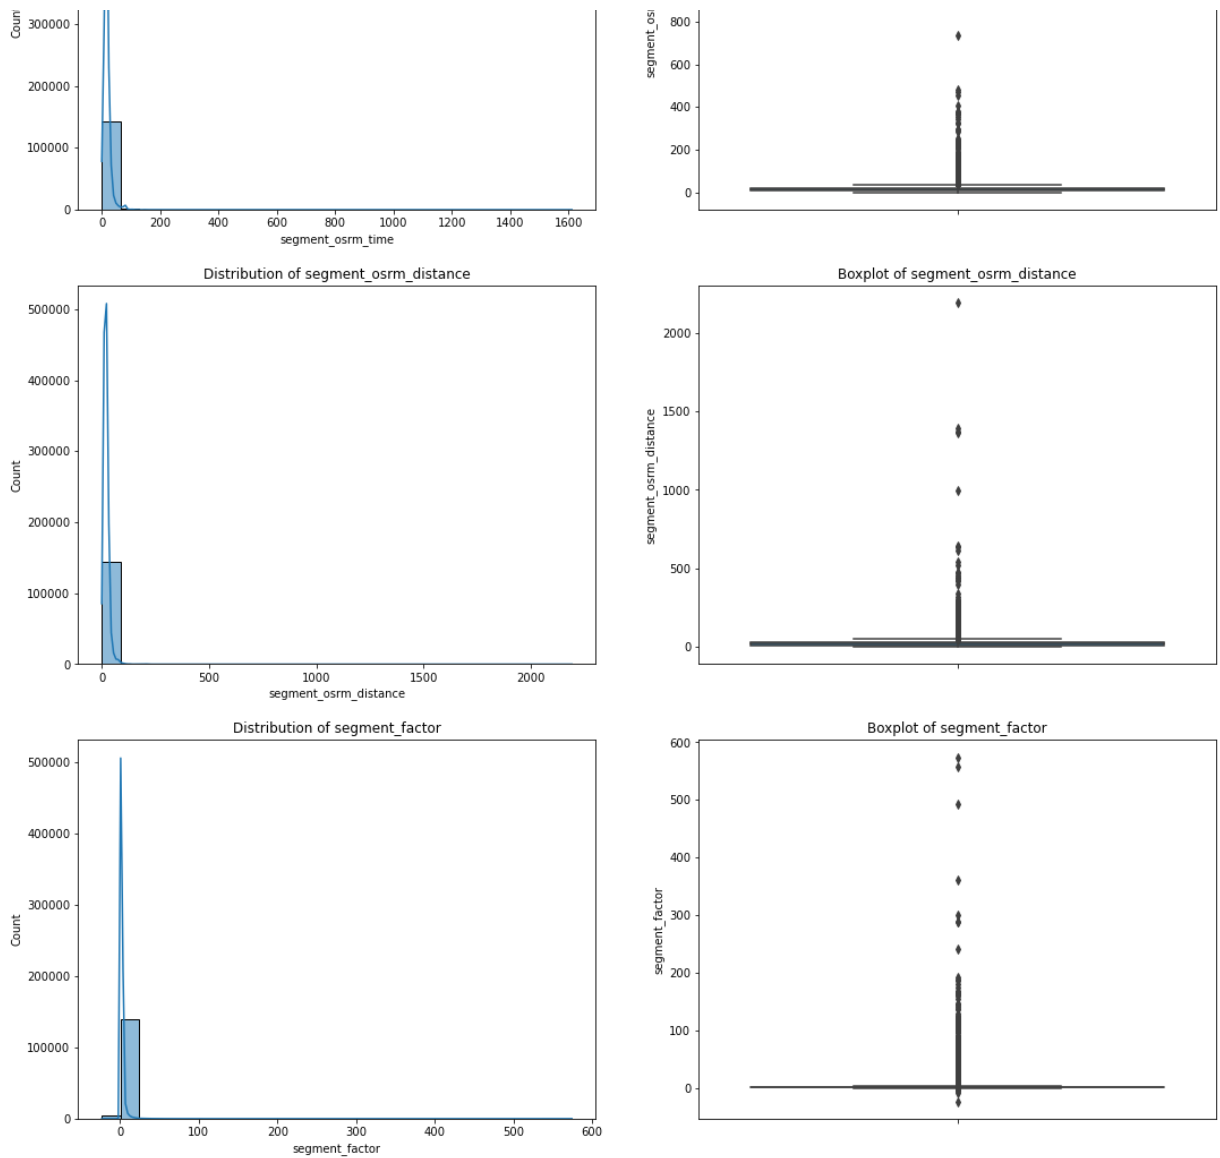 300000
200000
100000
0
0 200 400 600 800 1000 1200 1400 1600
segment_osrm_time
800
600
400
200
0
Distribution of segment_osrm_distance
Count
500000
400000
300000
200000
100000
0
0 500 1000 1500 2000
segment_osrm_distance
Boxplot of segment_osrm_distance
segment_osrm_distance
2000
1500
1000
500
0
Distribution of segment_factor
Count
500000
400000
300000
200000
100000
0
0 100 200 300 400 500 600
segment_factor
Boxplot of segment_factor
segment_factor
600
500
400
300
200
100
0